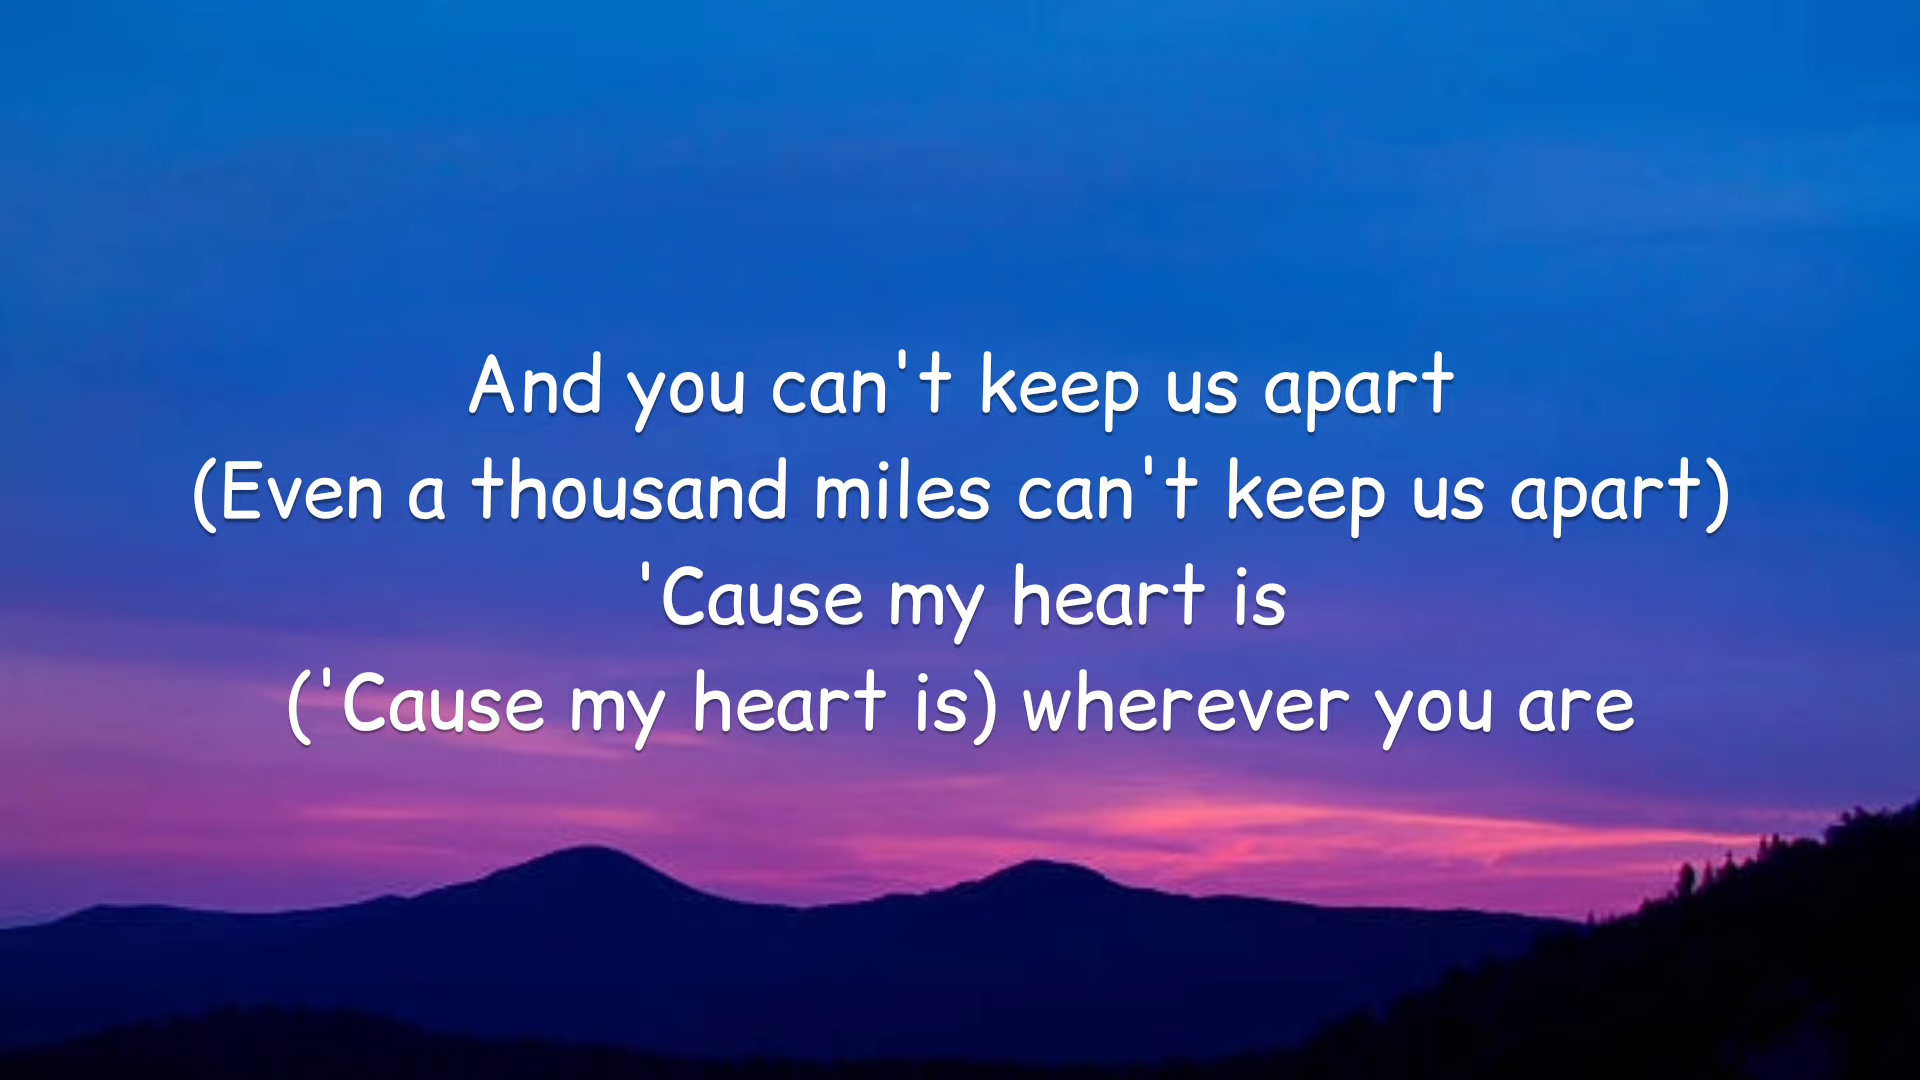 And you can't keep us apart
(Even a thousand miles can't keep us apart)
'Cause my heart is
('Cause my heart is) wherever you are